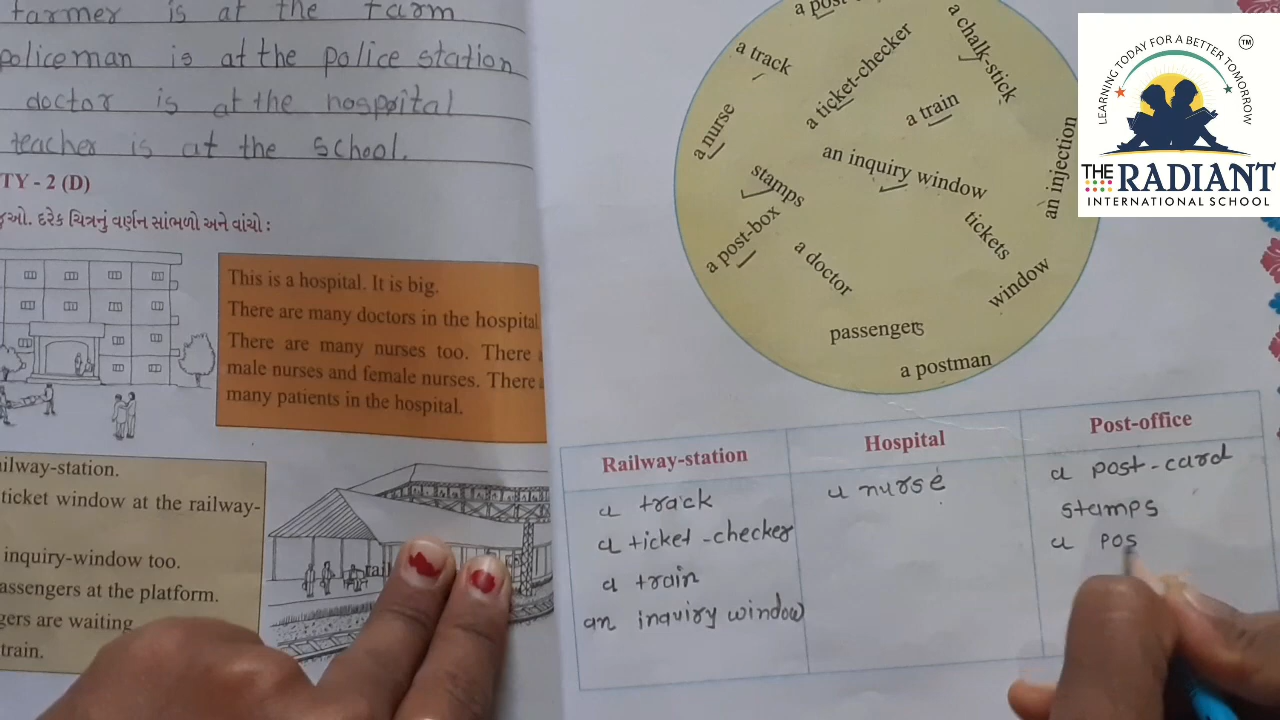 farmer is at the farm
policeman is at the police station
doctor is at the hospital
teacher is at the school.
TY - 2 (D)
દરેક ચિત્રનું વર્ણન સાંભળો અને વાંચો :
This is a hospital. It is big.
There are many doctors in the hospital
There are many nurses too. There
male nurses and female nurses. There
many patients in the hospital.
ilway-station.
ticket window at the railway-
inquiry-window too.
assengers at the platform.
gers are waiting
train.
rail
a post
a track
a ticket-checker
a chalk-stick
a nurse
a train
an inquiry window
an injection
stamps
a post-box
a doctor
tickets
window
passengers
a postman
Railway-station
a track
a ticket-checker
a train
an inquiry window
Hospital
a nurse
Post-office
a post-card
stamps
a pos
LEARNING TODAY FOR A BETTER TOMORROW
TM
THE RADIANT
INTERNATIONAL SCHOOL